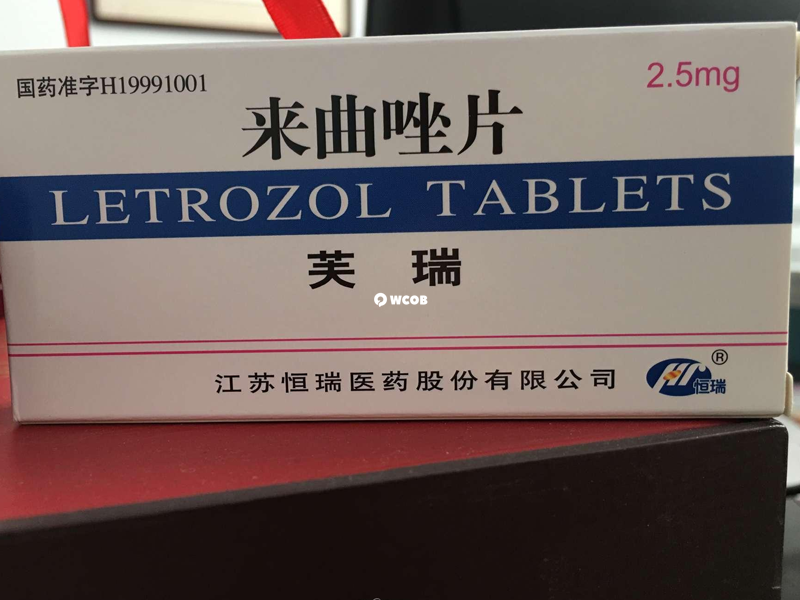 国药准字H19991001
2.5mg
来曲唑片
LETROZOL TABLETS
芙瑞
WCOB
江苏恒瑞医药股份有限公司
HR恒瑞®